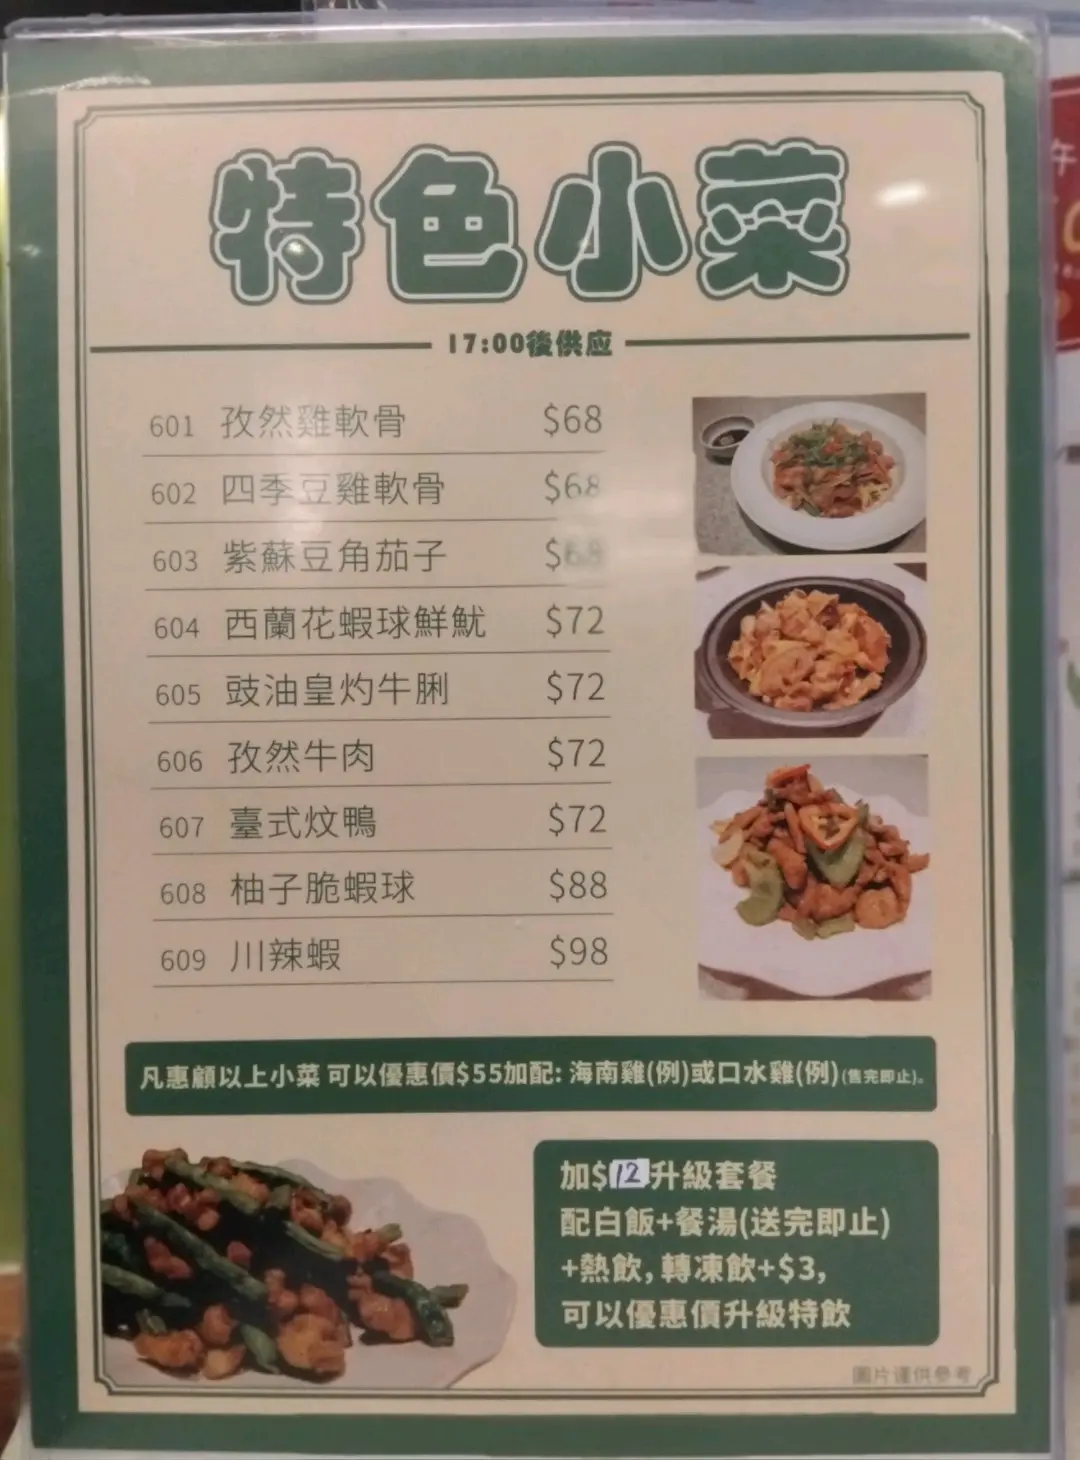 特色小菜
17:00後供应
601 孜然雞軟骨 $68
602 四季豆雞軟骨 $68
603 紫蘇豆角茄子 $68
604 西蘭花蝦球鮮魷 $72
605 豉油皇灼牛脷 $72
606 孜然牛肉 $72
607 臺式炆鴨 $72
608 柚子脆蝦球 $88
609 川辣蝦 $98
凡惠顧以上小菜 可以優惠價$55加配: 海南雞(例)或口水雞(例)(售完即止)。
加$12升級套餐
配白飯+餐湯(送完即止)
+熱飲, 轉凍飲+$3,
可以優惠價升級特飲
圖片僅供參考
午